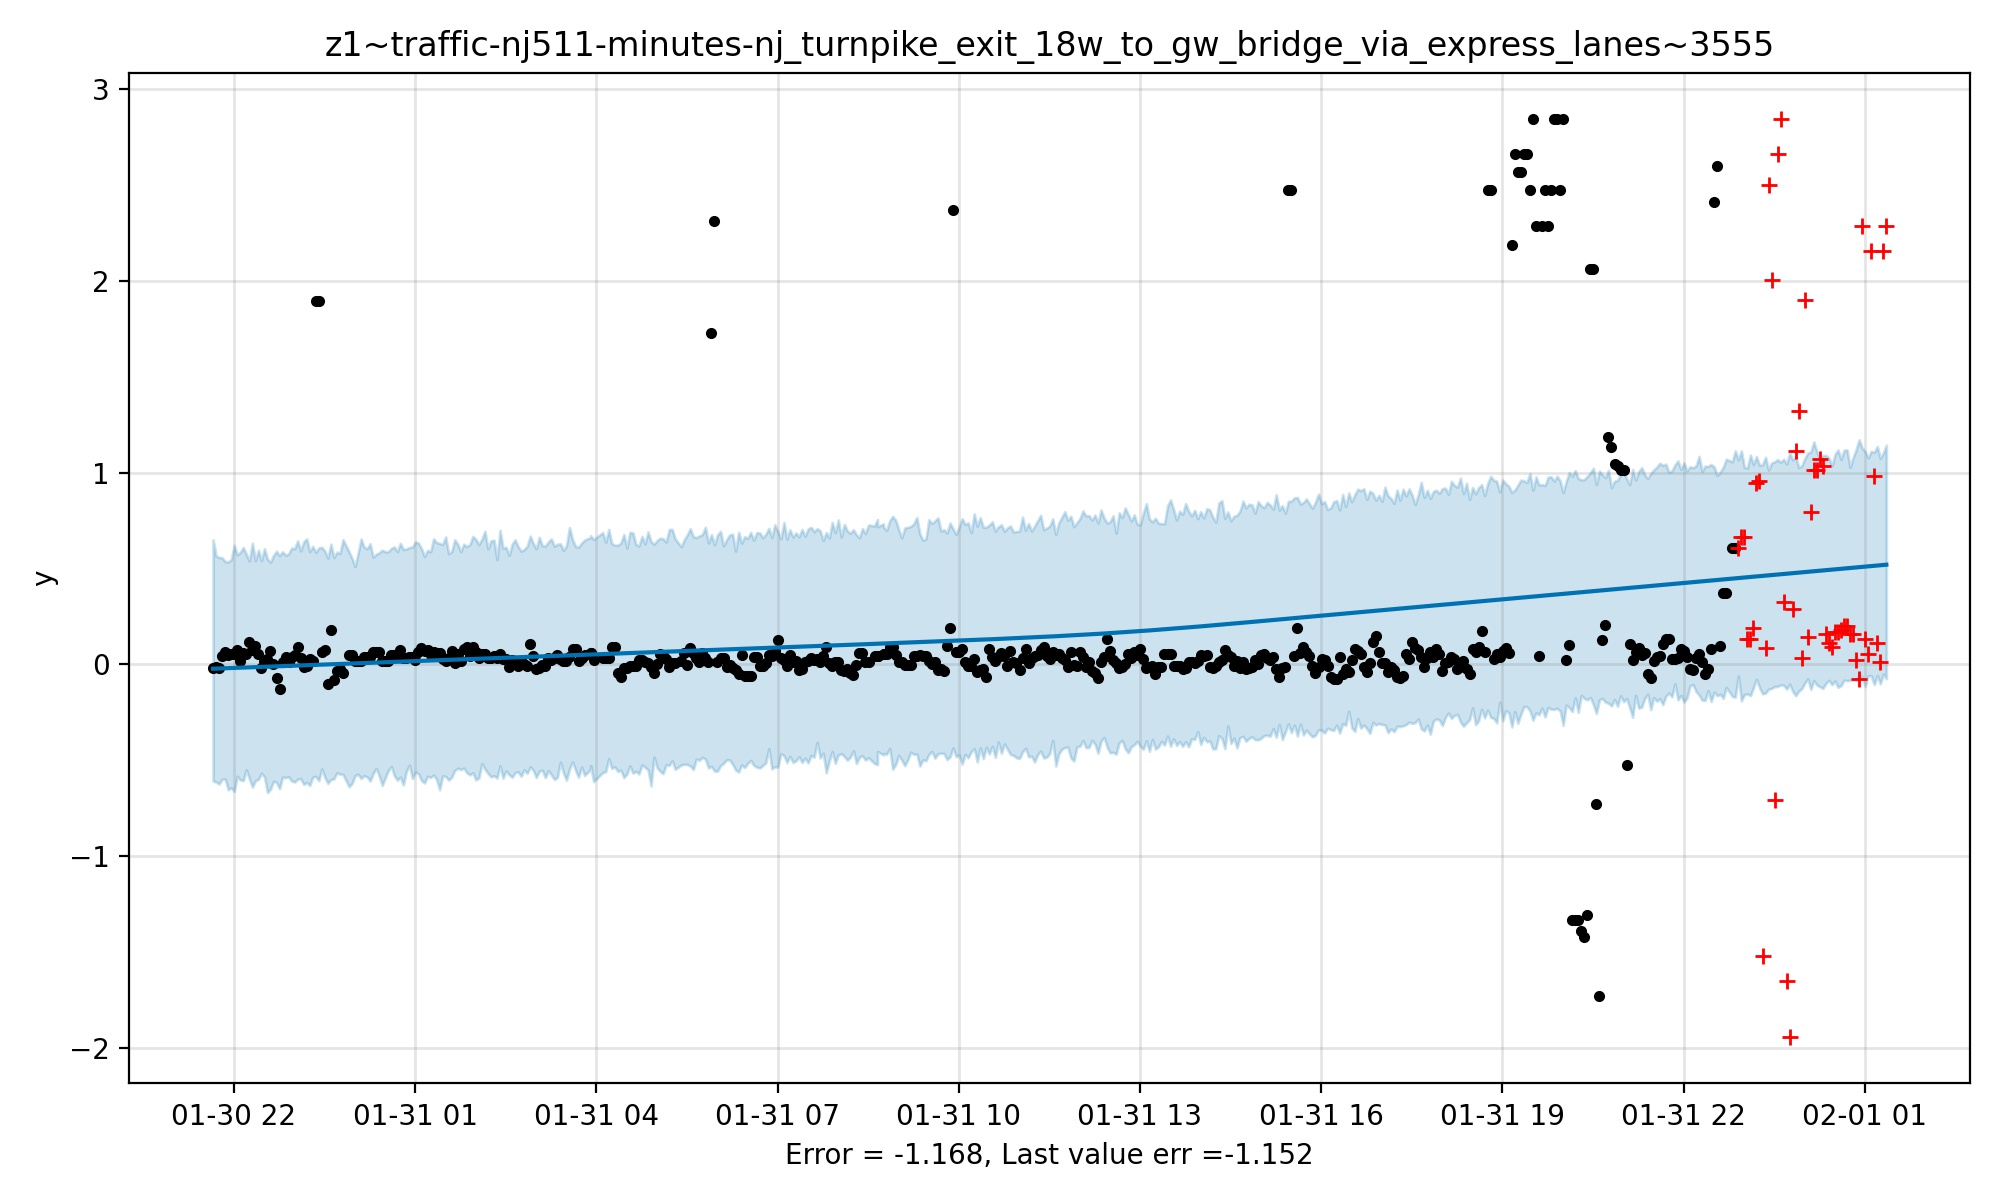 z1~traffic-nj511-minutes-nj_turnpike_exit_18w_to_gw_bridge_via_express_lanes~3555
3
2
1
0
−1
−2
y
01-30 22 01-31 01 01-31 04 01-31 07 01-31 10 01-31 13 01-31 16 01-31 19 01-31 22 02-01 01
Error = -1.168, Last value err =-1.152